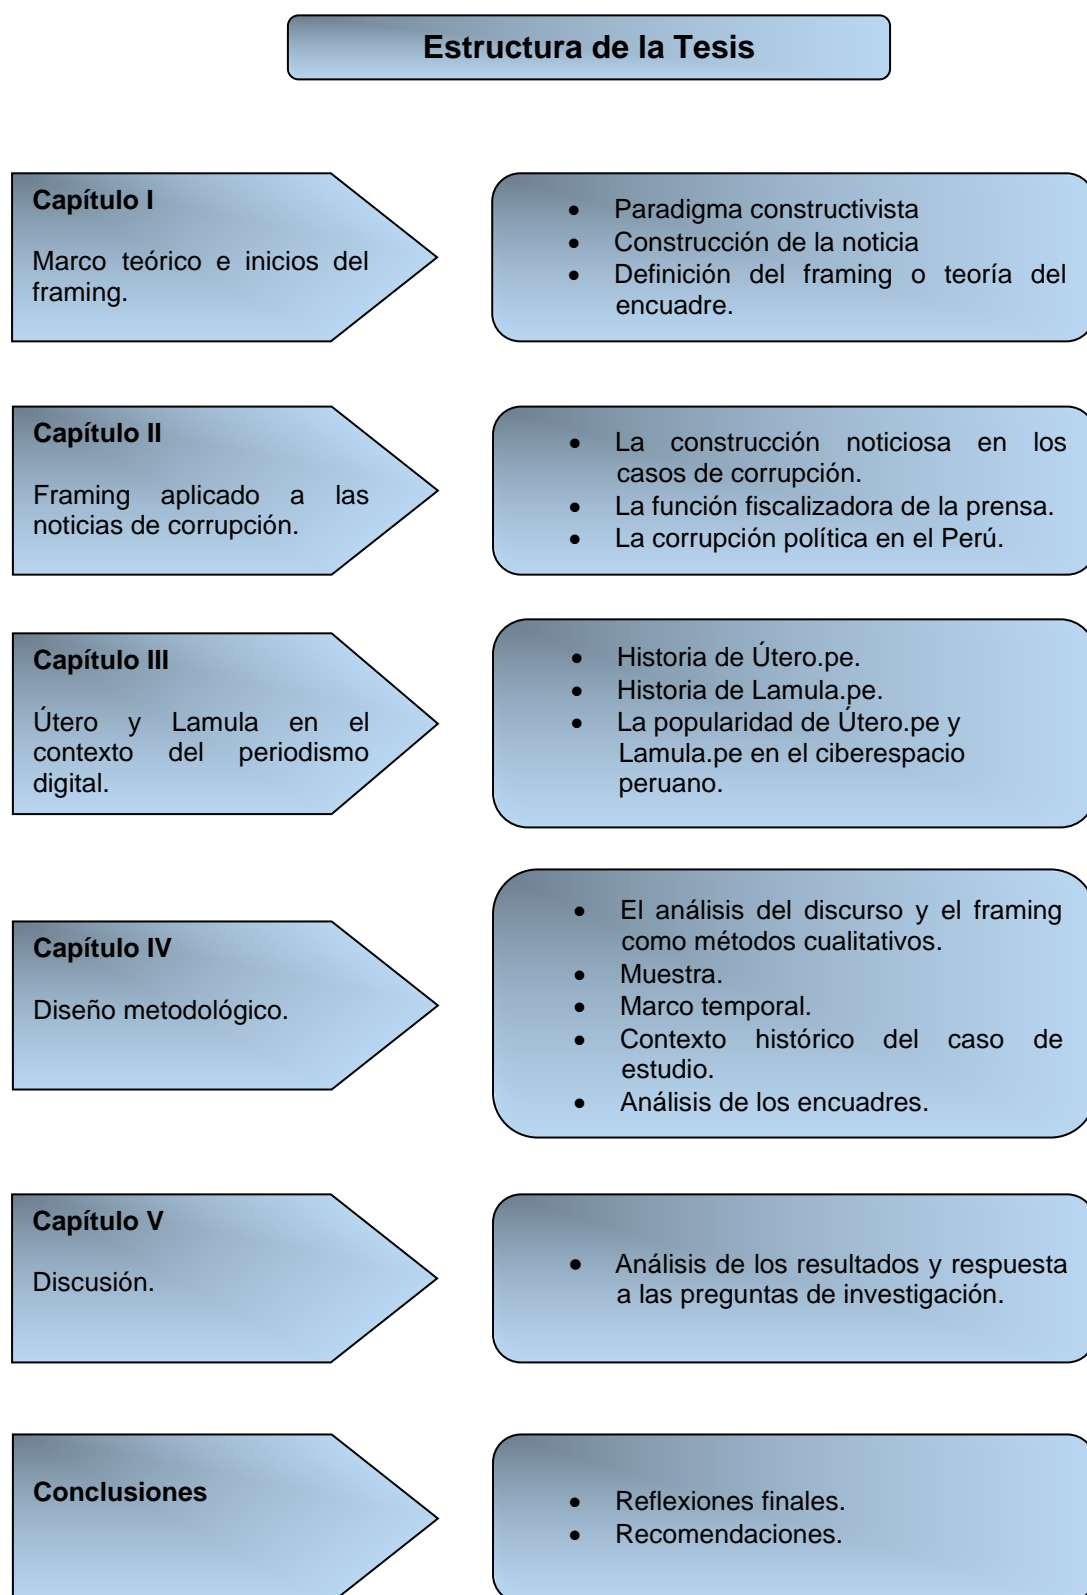 Estructura de la Tesis
Capítulo I
Marco teórico e inicios del
framing.
• Paradigma constructivista
• Construcción de la noticia
• Definición del framing o teoría del
encuadre.
Capítulo II
Framing aplicado a las
noticias de corrupción.
• La construcción noticiosa en los
casos de corrupción.
• La función fiscalizadora de la prensa.
• La corrupción política en el Perú.
Capítulo III
Útero y Lamula en el
contexto del periodismo
digital.
• Historia de Útero.pe.
• Historia de Lamula.pe.
• La popularidad de Útero.pe y
Lamula.pe en el ciberespacio
peruano.
Capítulo IV
Diseño metodológico.
• El análisis del discurso y el framing
como métodos cualitativos.
• Muestra.
• Marco temporal.
• Contexto histórico del caso de
estudio.
• Análisis de los encuadres.
Capítulo V
Discusión.
• Análisis de los resultados y respuesta
a las preguntas de investigación.
Conclusiones
• Reflexiones finales.
• Recomendaciones.